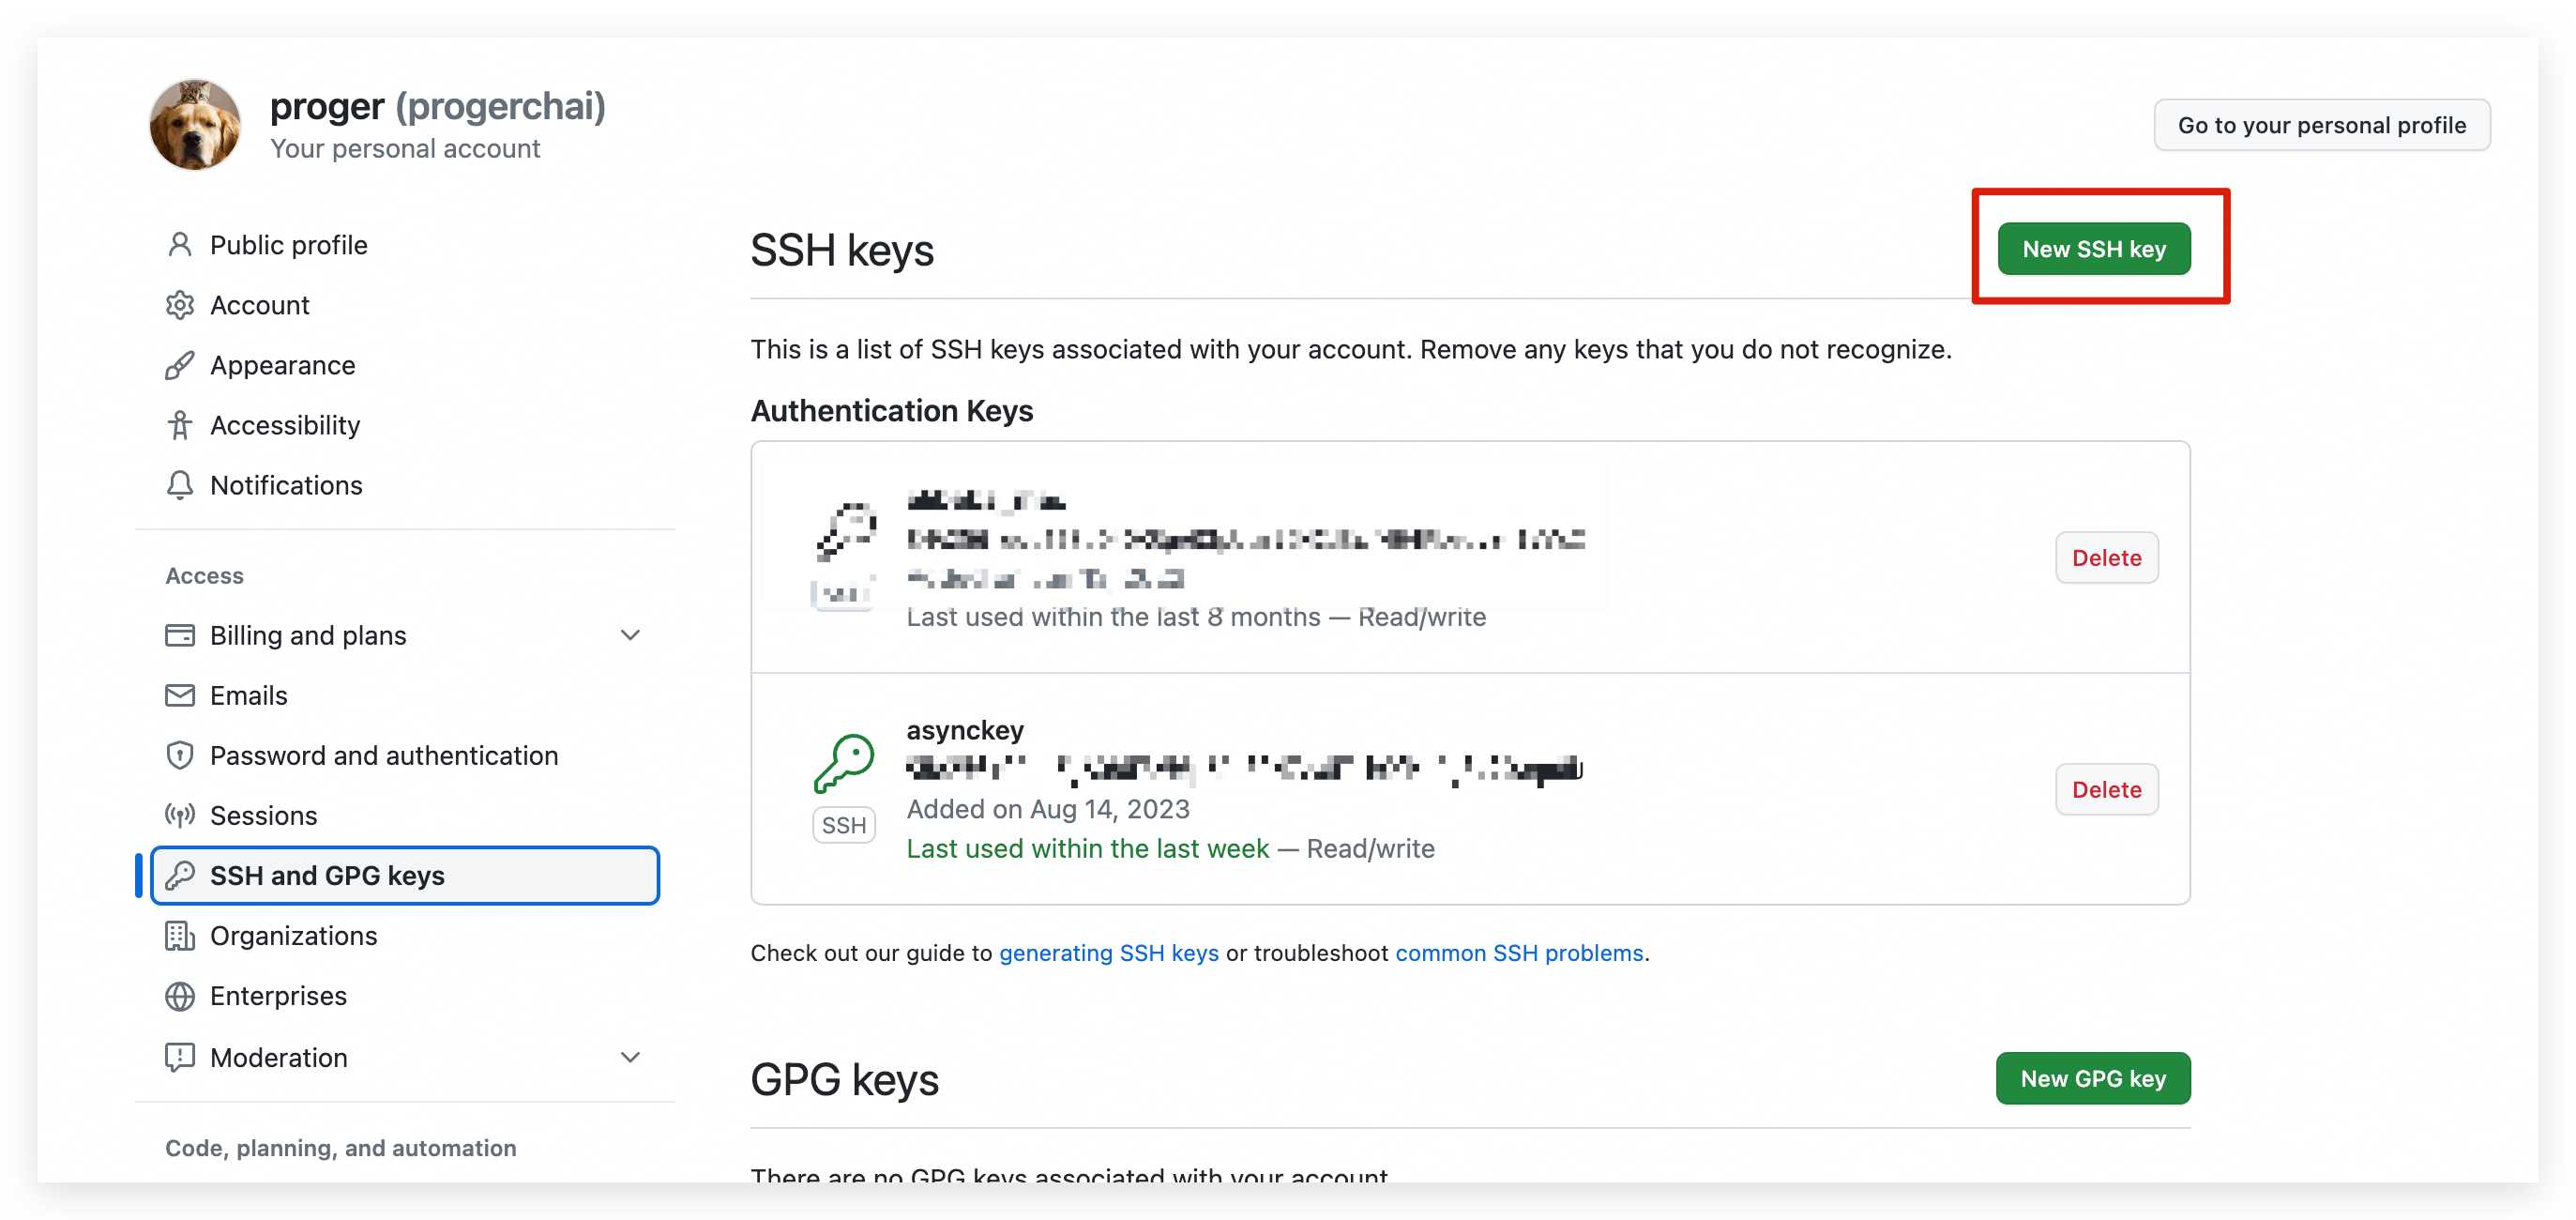 proger (progerchai)
Your personal account
Go to your personal profile
Public profile
Account
Appearance
Accessibility
Notifications
Access
Billing and plans
Emails
Password and authentication
Sessions
SSH and GPG keys
Organizations
Enterprises
Moderation
Code, planning, and automation
SSH keys
New SSH key
This is a list of SSH keys associated with your account. Remove any keys that you do not recognize.
Authentication Keys
Last used within the last 8 months — Read/write
Delete
asynckey
SSH
Added on Aug 14, 2023
Last used within the last week — Read/write
Delete
Check out our guide to generating SSH keys or troubleshoot common SSH problems.
GPG keys
New GPG key
There are no GPG keys associated with your account